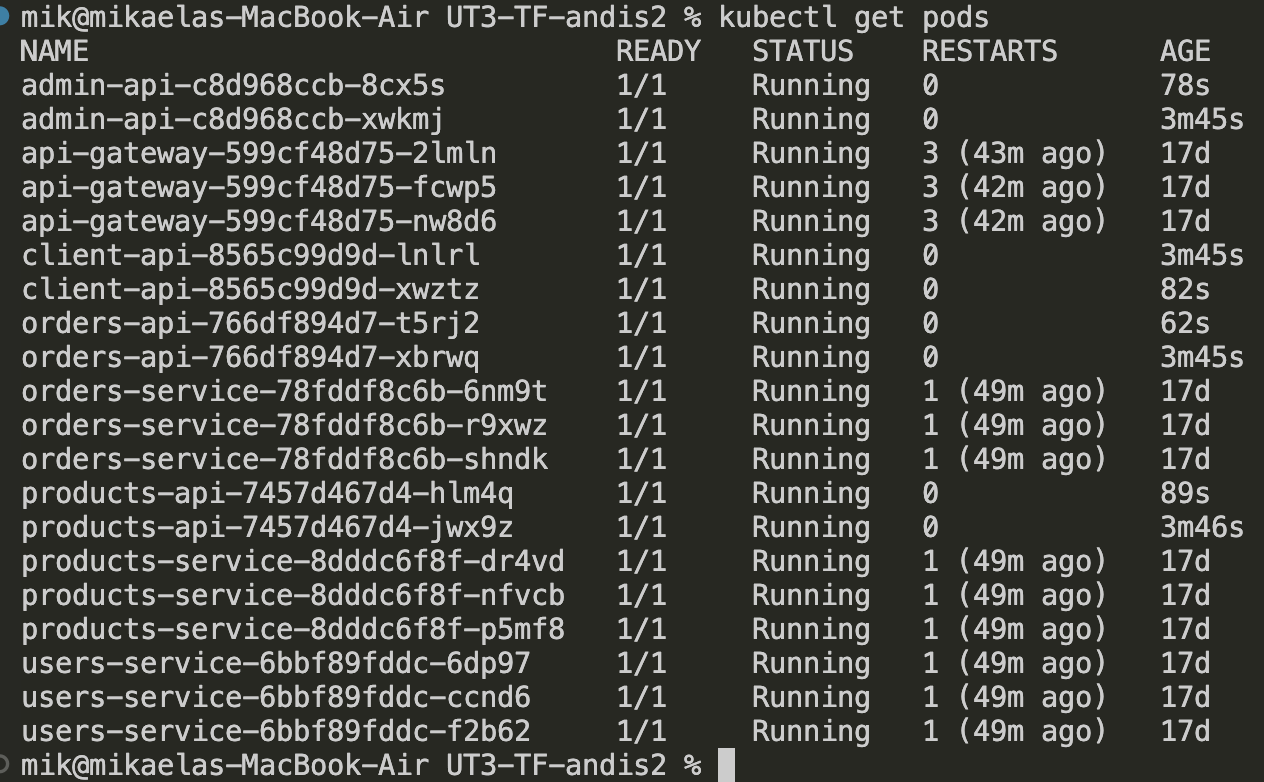 mik@mikaelas-MacBook-Air UT3-TF-andis2 % kubectl get pods
NAME READY STATUS RESTARTS AGE
admin-api-c8d968ccb-8cx5s 1/1 Running 0 78s
admin-api-c8d968ccb-xwkmj 1/1 Running 0 3m45s
api-gateway-599cf48d75-2lmln 1/1 Running 3 (43m ago) 17d
api-gateway-599cf48d75-fcwp5 1/1 Running 3 (42m ago) 17d
api-gateway-599cf48d75-nw8d6 1/1 Running 3 (42m ago) 17d
client-api-8565c99d9d-lnlrl 1/1 Running 0 3m45s
client-api-8565c99d9d-xwztz 1/1 Running 0 82s
orders-api-766df894d7-t5rj2 1/1 Running 0 62s
orders-api-766df894d7-xbrwq 1/1 Running 0 3m45s
orders-service-78fddf8c6b-6nm9t 1/1 Running 1 (49m ago) 17d
orders-service-78fddf8c6b-r9xwz 1/1 Running 1 (49m ago) 17d
orders-service-78fddf8c6b-shndk 1/1 Running 1 (49m ago) 17d
products-api-7457d467d4-hlm4q 1/1 Running 0 89s
products-api-7457d467d4-jwx9z 1/1 Running 0 3m46s
products-service-8dddc6f8f-dr4vd 1/1 Running 1 (49m ago) 17d
products-service-8dddc6f8f-nfvcb 1/1 Running 1 (49m ago) 17d
products-service-8dddc6f8f-p5mf8 1/1 Running 1 (49m ago) 17d
users-service-6bbf89fddc-6dp97 1/1 Running 1 (49m ago) 17d
users-service-6bbf89fddc-ccnd6 1/1 Running 1 (49m ago) 17d
users-service-6bbf89fddc-f2b62 1/1 Running 1 (49m ago) 17d
mik@mikaelas-MacBook-Air UT3-TF-andis2 %